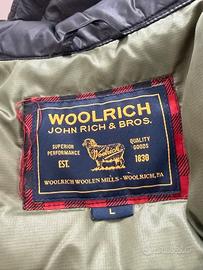 WOOLRICH
JOHN RICH & BROS.
SUPERIOR PERFORMANCE
QUALITY GOODS
Woolrich
EST.
1830
WOOLRICH WOOLEN MILLS - WOOLRICH, PA
L